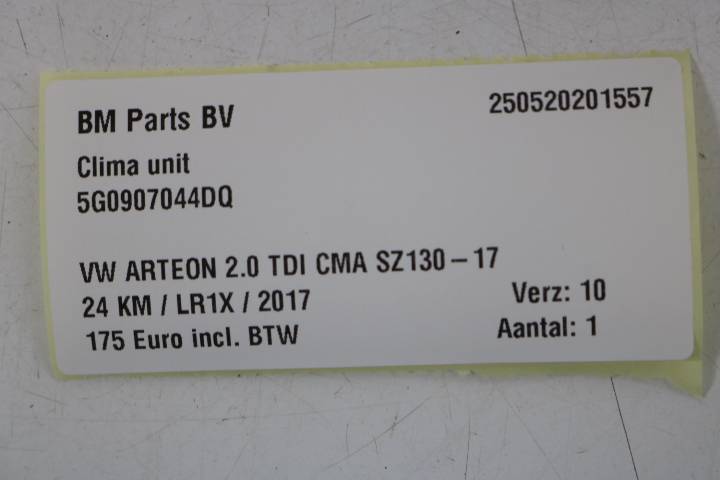 BM Parts BV 250520201557
Clima unit
5G0907044DQ
VW ARTEON 2.0 TDI CMA SZ130 – 17
24 KM / LR1X / 2017 Verz: 10
175 Euro incl. BTW Aantal: 1